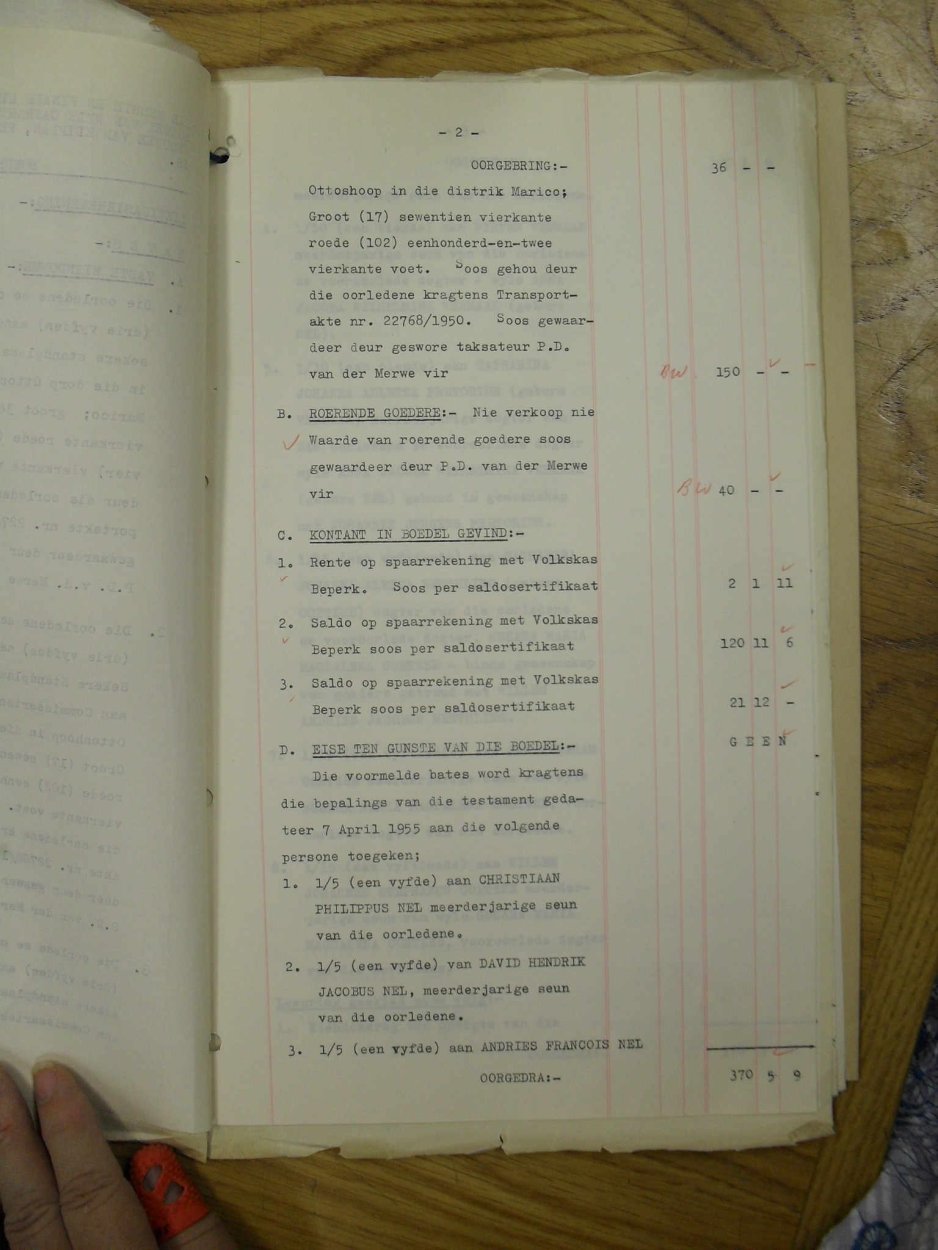 - 2 -
OORGEBRING:- 36 - -
Ottoshoop in die distrik Marico;
Groot (17) sewentien vierkante
roede (102) eenhonderd-en-twee
vierkante voet. Soos gehou deur
die oorledene kragtens Transport-
akte nr. 22768/1950. Soos gewaar-
deer deur geswore taksateur P.D.
van der Merwe vir BW 150 - -
B. ROERENDE GOEDERE:- Nie verkoop nie
Waarde van roerende goedere soos
gewaardeer deur P.D. van der Merwe
vir BW 40 - -
C. KONTANT IN BOEDEL GEVIND:-
1. Rente op spaarrekening met Volkskas
Beperk. Soos per saldosertifikaat 2 1 11
2. Saldo op spaarrekening met Volkskas
Beperk soos per saldosertifikaat 120 11 6
3. Saldo op spaarrekening met Volkskas
Beperk soos per saldosertifikaat 21 12 -
D. EISE TEN GUNSTE VAN DIE BOEDEL:- G E E N
Die voormelde bates word kragtens
die bepalings van die testament geda-
teer 7 April 1955 aan die volgende
persone toegeken;
1. 1/5 (een vyfde) aan CHRISTIAAN
PHILIPPUS NEL meerderjarige seun
van die oorledene.
2. 1/5 (een vyfde) van DAVID HENDRIK
JACOBUS NEL, meerderjarige seun
van die oorledene.
3. 1/5 (een vyfde) aan ANDRIES FRANCOIS NEL
OORGEDRA:- 370 5 9